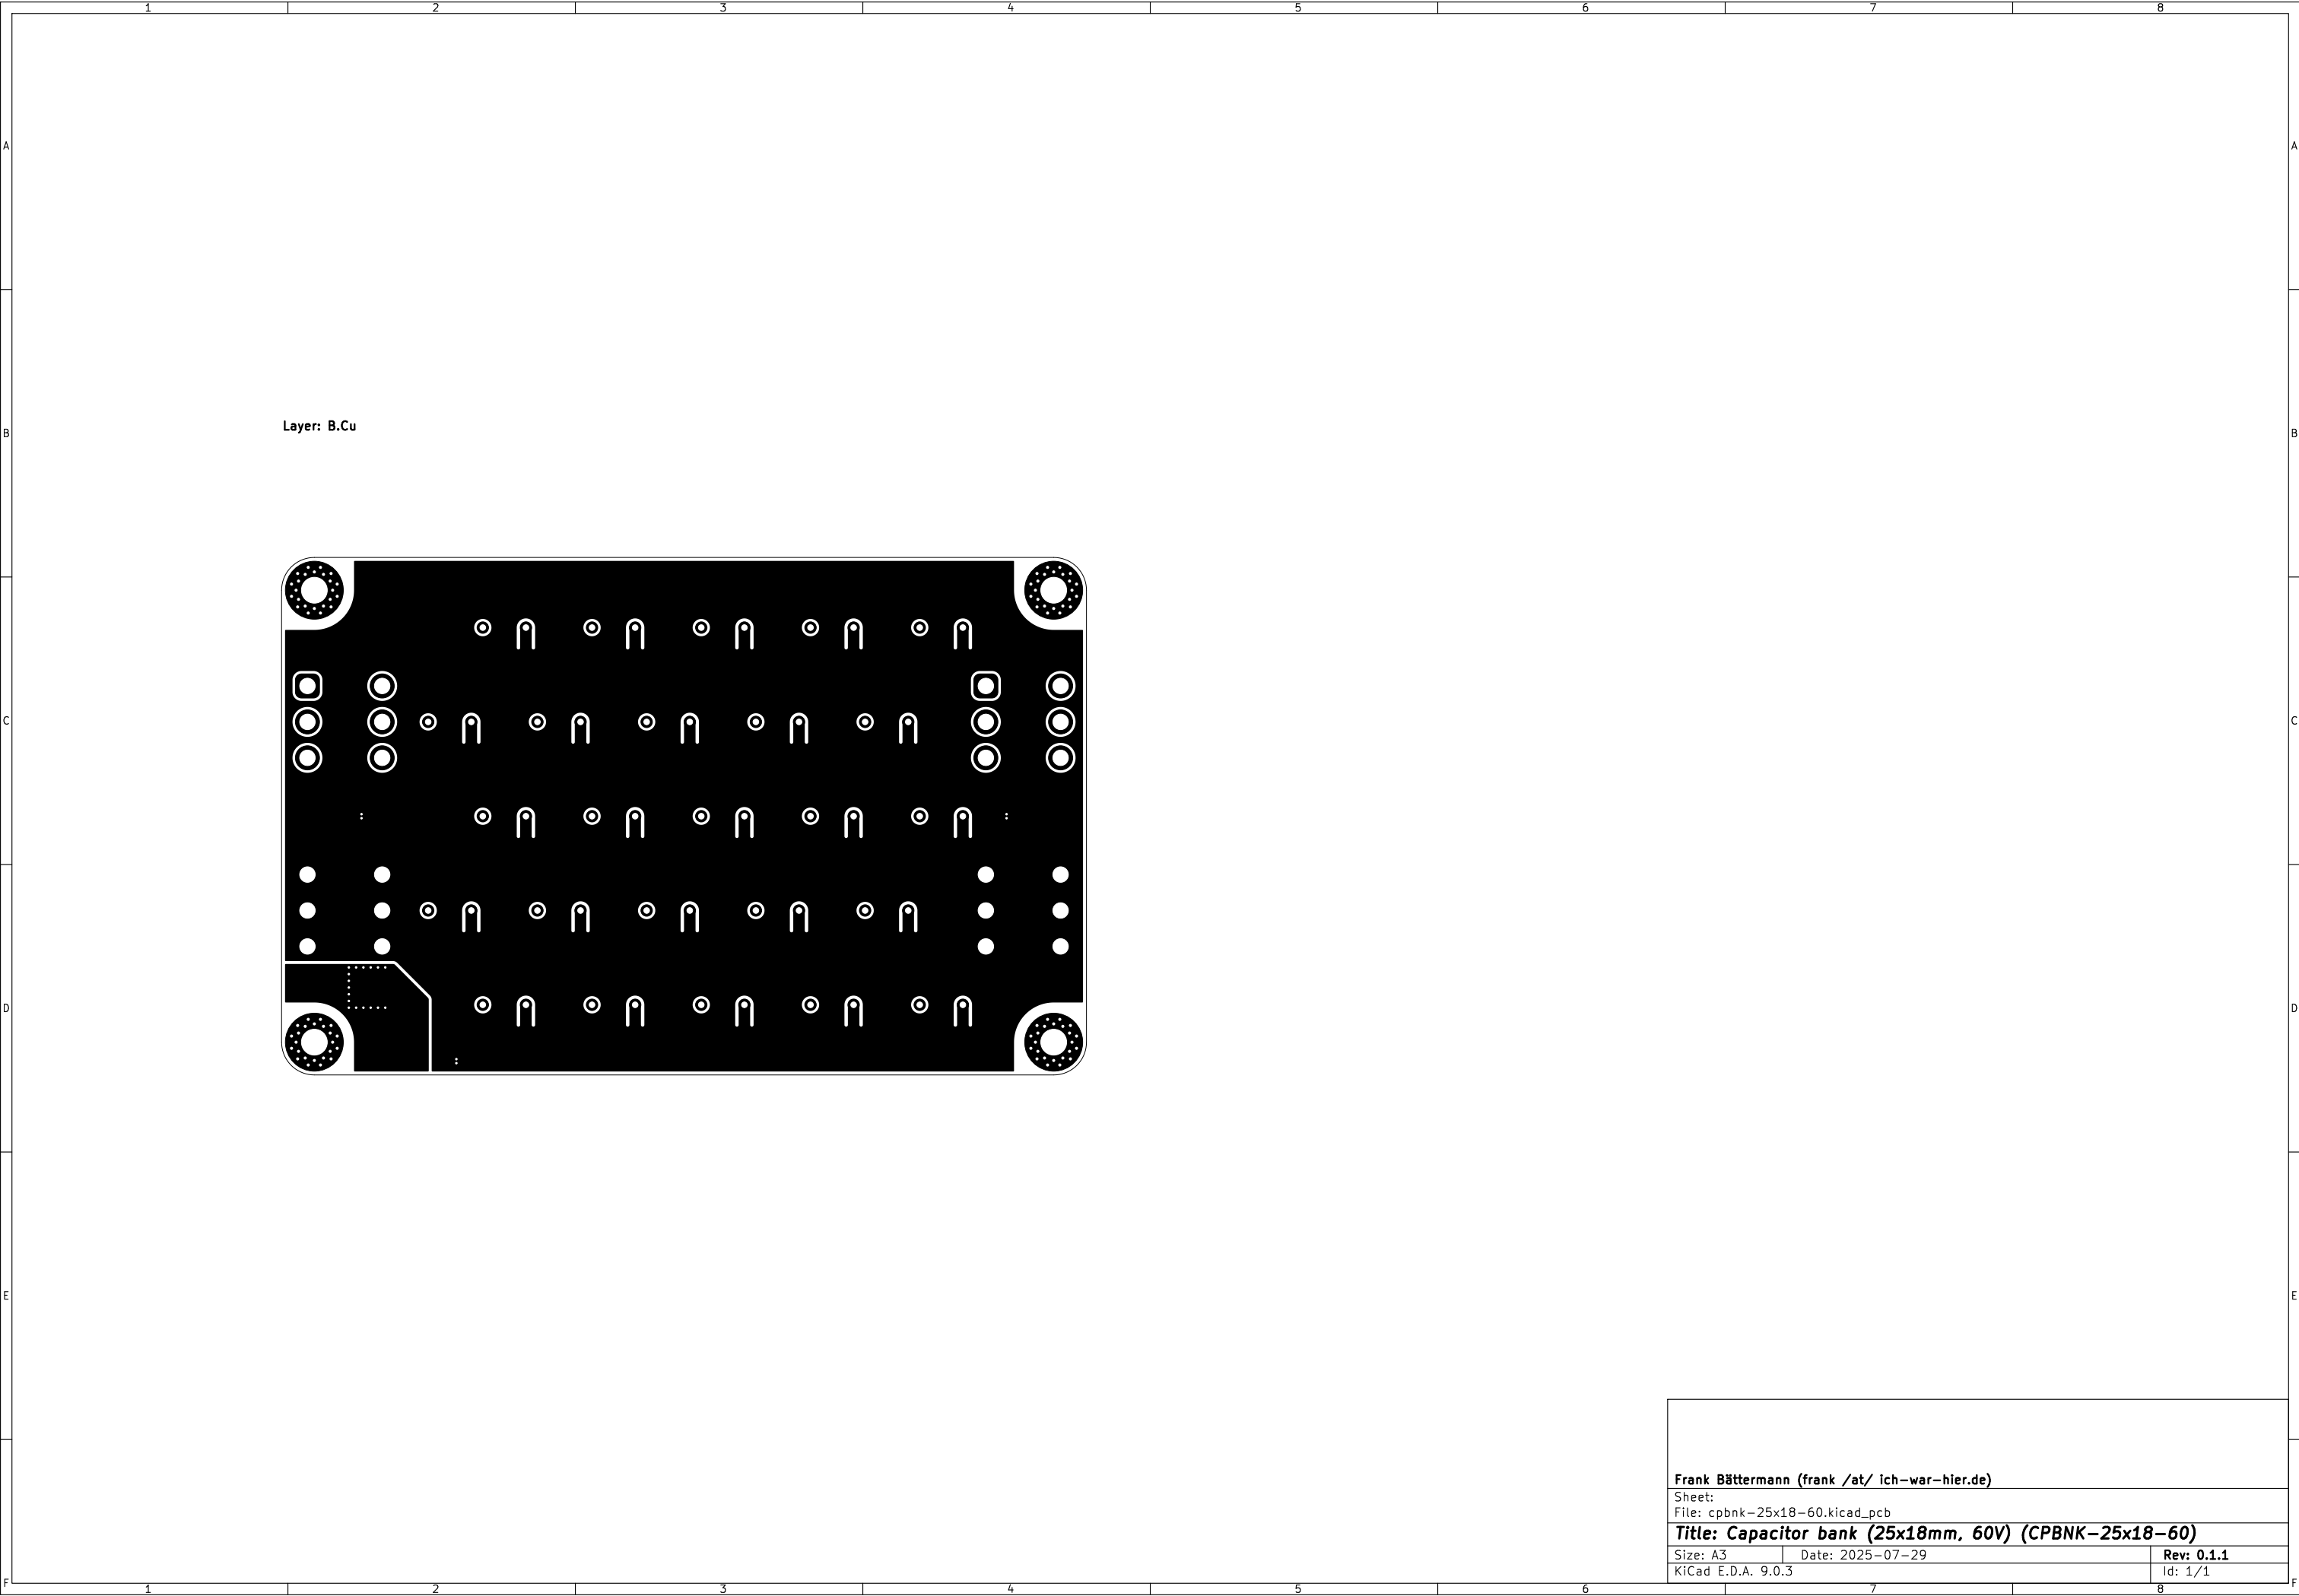 1 2 3 4 5 6 7 8
A A
Layer: B.Cu
B B
C C
D D
E E
Frank Bättermann (frank /at/ ich-war-hier.de)
Sheet:
File: cpbnk-25x18-60.kicad_pcb
Title: Capacitor bank (25x18mm, 60V) (CPBNK-25x18-60)
Size: A3 Date: 2025-07-29 Rev: 0.1.1
KiCad E.D.A. 9.0.3 Id: 1/1
F F
1 2 3 4 5 6 7 8